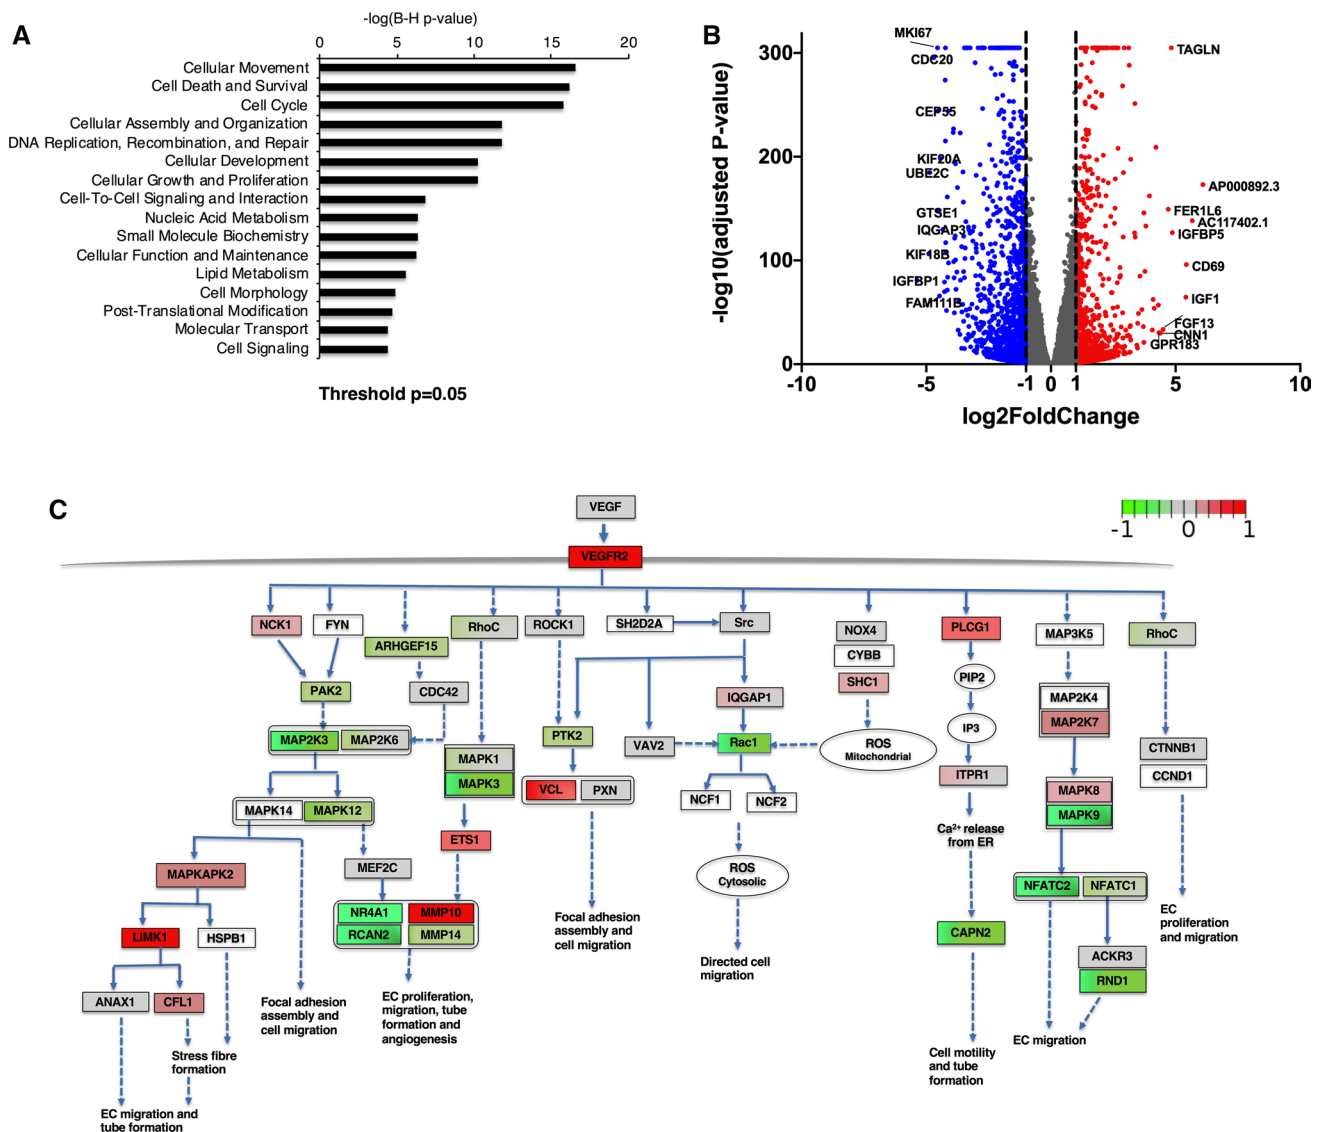 A
-log(B-H p-value)
0 5 10 15 20
Cellular Movement
Cell Death and Survival
Cell Cycle
Cellular Assembly and Organization
DNA Replication, Recombination, and Repair
Cellular Development
Cellular Growth and Proliferation
Cell-To-Cell Signaling and Interaction
Nucleic Acid Metabolism
Small Molecule Biochemistry
Cellular Function and Maintenance
Lipid Metabolism
Cell Morphology
Post-Translational Modification
Molecular Transport
Cell Signaling
Threshold p=0.05
B
-log10(adjusted P-value)
300
200
100
0
-10 -5 -1 0 1 5 10
log2FoldChange
MKI67
CDC20
CEP55
KIF20A
UBE2C
GTSE1
IQGAP3
KIF18B
IGFBP1
FAM111B
TAGLN
AP000892.3
FER1L6
AC117402.1
IGFBP5
CD69
IGF1
FGF13
CNN1
GPR183
C
-1 0 1
VEGF
VEGFR2
NCK1
FYN
ARHGEF15
RhoC
ROCK1
SH2D2A
Src
NOX4
CYBB
SHC1
PLCG1
MAP3K5
RhoC
PAK2
CDC42
IQGAP1
PIP2
MAP2K4
MAP2K7
MAP2K3
MAP2K6
PTK2
VAV2
Rac1
ROS
Mitochondrial
IP3
CTNNB1
CCND1
MAPK1
MAPK3
ITPR1
MAPK14
MAPK12
VCL
PXN
NCF1
NCF2
MAPK8
MAPK9
ETS1
Ca²⁺ release
from ER
MAPKAPK2
MEF2C
ROS
Cytosolic
NFATC2
NFATC1
NR4A1
MMP10
RCAN2
MMP14
LIMK1
HSPB1
Focal adhesion
assembly and
cell migration
CAPN2
EC
proliferation
and migration
Directed cell
migration
ACKR3
RND1
ANAX1
CFL1
Focal adhesion
assembly and
cell migration
EC proliferation,
migration, tube
formation and
angiogenesis
EC migration
Stress fibre
formation
Cell motility
and tube
formation
EC migration and
tube formation